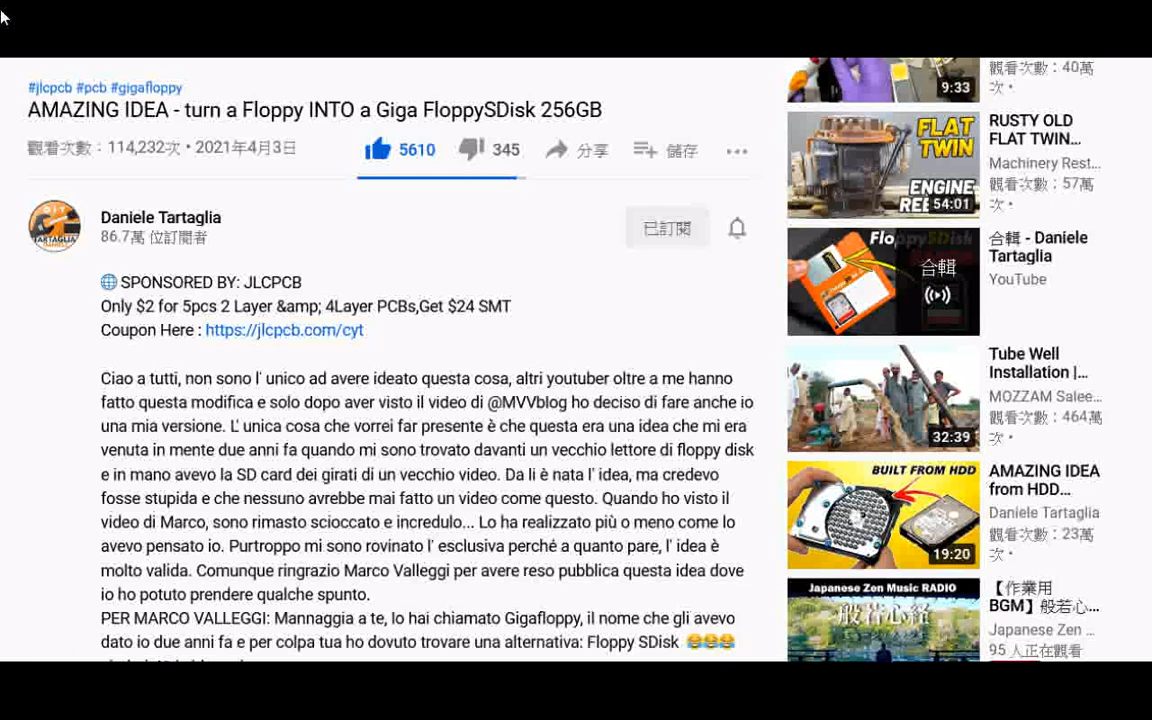 #jlcpcb #pcb #gigafloppy
AMAZING IDEA - turn a Floppy INTO a Giga FloppySDisk 256GB
觀看次數：114,232次 • 2021年4月3日
5610
345
分享
儲存
Daniele Tartaglia
86.7萬 位訂閱者
已訂閱
SPONSORED BY: JLCPCB
Only $2 for 5pcs 2 Layer &amp; 4Layer PCBs,Get $24 SMT
Coupon Here : https://jlcpcb.com/cyt
Ciao a tutti, non sono l' unico ad avere ideato questa cosa, altri youtuber oltre a me hanno
fatto questa modifica e solo dopo aver visto il video di @MVVblog ho deciso di fare anche io
una mia versione. L' unica cosa che vorrei far presente è che questa era una idea che mi era
venuta in mente due anni fa quando mi sono trovato davanti un vecchio lettore di floppy disk
e in mano avevo la SD card dei girati di un vecchio video. Da li è nata l' idea, ma credevo
fosse stupida e che nessuno avrebbe mai fatto un video come questo. Quando ho visto il
video di Marco, sono rimasto scioccato e incredulo... Lo ha realizzato più o meno come lo
avevo pensato io. Purtroppo mi sono rovinato l' esclusiva perché a quanto pare, l' idea è
molto valida. Comunque ringrazio Marco Valleggi per avere reso pubblica questa idea dove
io ho potuto prendere qualche spunto.
PER MARCO VALLEGGI: Mannaggia a te, lo hai chiamato Gigafloppy, il nome che gli avevo
dato io due anni fa e per colpa tua ho dovuto trovare una alternativa: Floppy SDisk 😂😂😂
9:33
觀看次數：40萬
次 •
FLAT
TWIN
ENGINE
54:01
RUSTY OLD
FLAT TWIN...
Machinery Rest...
觀看次數：57萬
次 •
FloppySDisk
合輯
合輯 - Daniele
Tartaglia
YouTube
32:39
Tube Well
Installation |...
MOZZAM Salee...
觀看次數：464萬
次 •
BUILT FROM HDD
19:20
AMAZING IDEA
from HDD...
Daniele Tartaglia
觀看次數：23萬
次 •
Japanese Zen Music RADIO
般若心経
【作業用
BGM】般若心...
Japanese Zen ...
95 人正在觀看